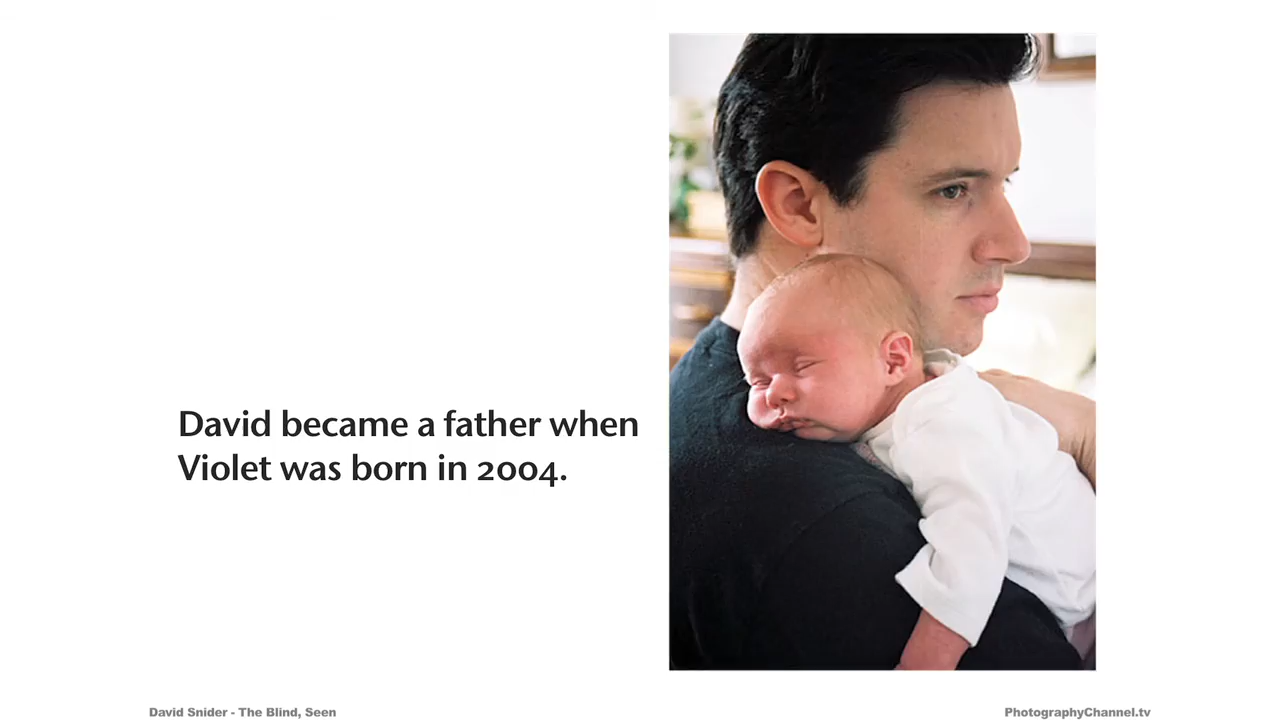 David became a father when
Violet was born in 2004.
David Snider - The Blind, Seen
PhotographyChannel.tv